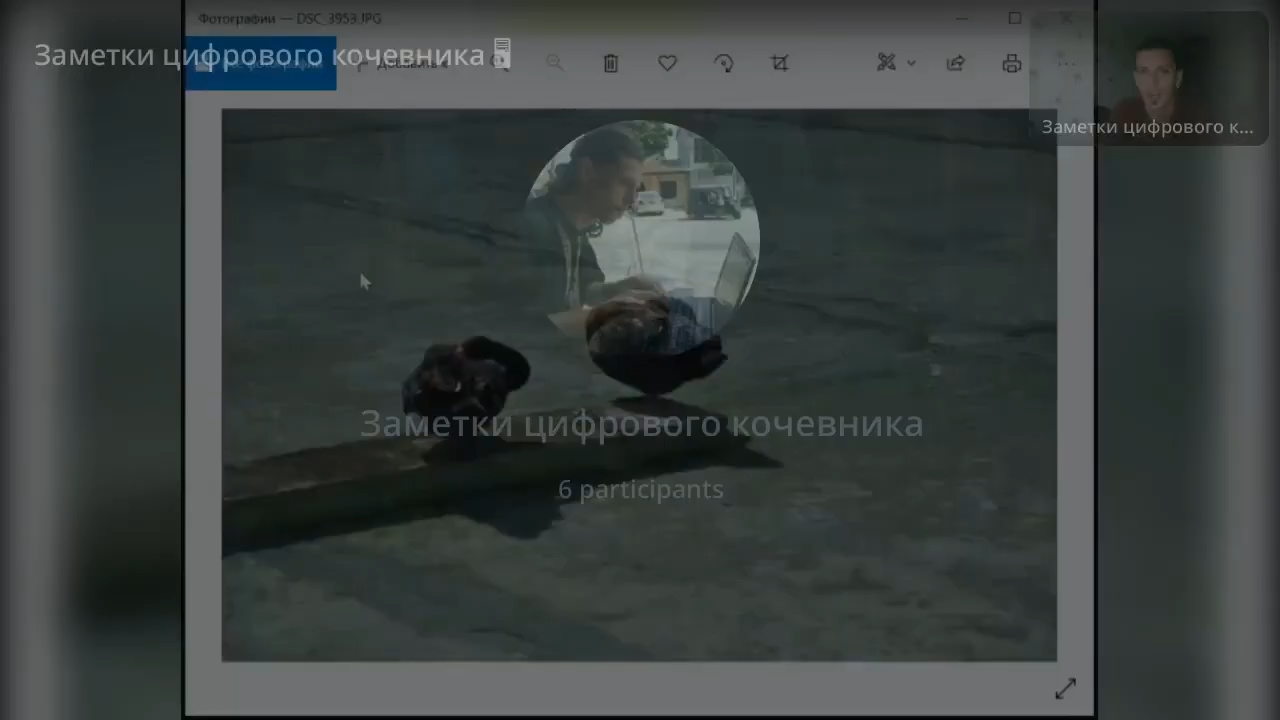 Фотографии — DSC_3953.JPG
Заметки цифрового кочевника
Заметки цифрового к...
Заметки цифрового кочевника
6 participants